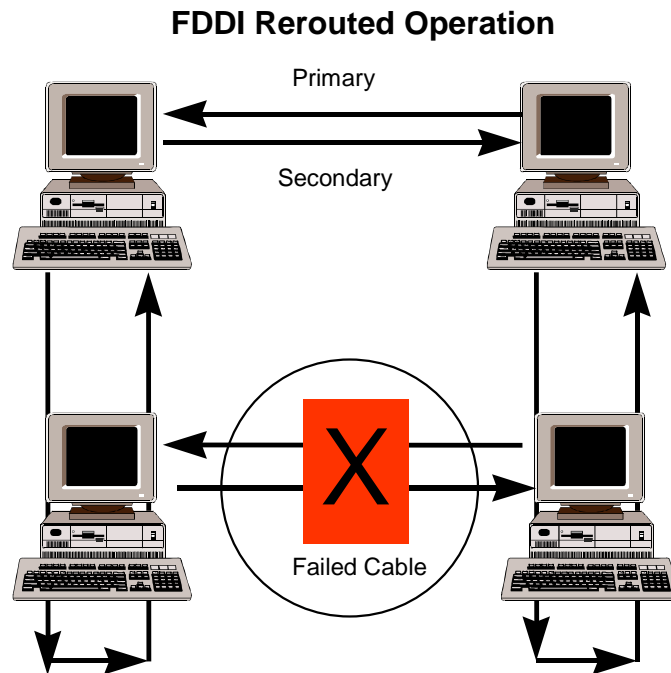 FDDI Rerouted Operation
Primary
Secondary
X
Failed Cable